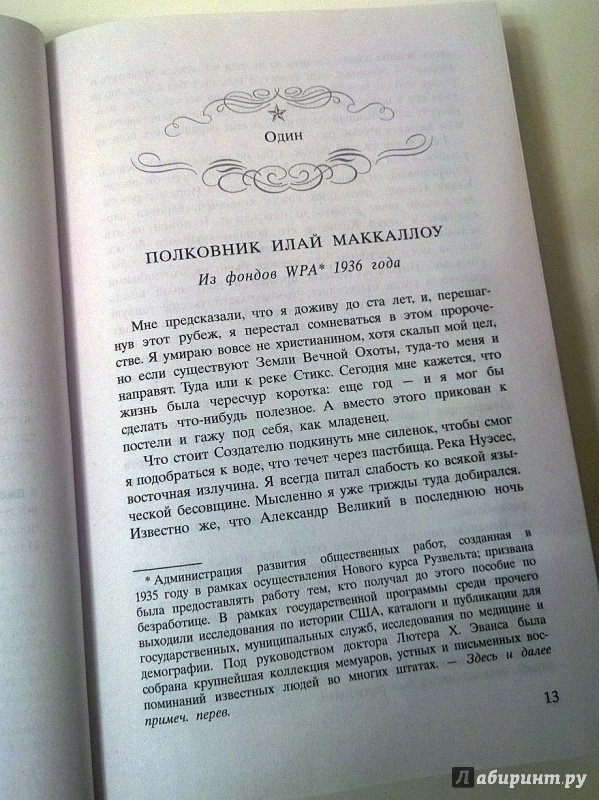 Один
ПОЛКОВНИК ИЛАЙ МАККАЛЛОУ
Из фондов WPA* 1936 года
Мне предсказали, что я доживу до ста лет, и, перешаг-
нув этот рубеж, я перестал сомневаться в этом пророче-
стве. Я умираю вовсе не христианином, хотя скальп мой цел,
но если существуют Земли Вечной Охоты, туда-то меня и
направят. Туда или к реке Стикс. Сегодня мне кажется, что
жизнь была чересчур коротка: еще год — и я мог бы
сделать что-нибудь полезное. А вместо этого прикован к
постели и гажу под себя, как младенец.
Что стоит Создателю подкинуть мне силенок, чтобы смог
я подобраться к воде, что течет через пастбища. Река Нуэсес,
восточная излучина. Я всегда питал слабость ко всякой язы-
ческой бесовщине. Мысленно я уже трижды туда добирался.
Известно же, что Александр Великий в последнюю ночь
* Администрация развития общественных работ, созданная в
1935 году в рамках осуществления Нового курса Рузвельта; призвана
была предоставлять работу тем, кто получал до этого пособие по
безработице. В рамках государственной программы среди прочего
выходили исследования по истории США, каталоги и публикации для
государственных, муниципальных служб, исследования по медицине и
демографии. Под руководством доктора Лютера Х. Эванса была
собрана крупнейшая коллекция мемуаров, устных и письменных вос-
поминаний известных людей во многих штатах. — Здесь и далее
примеч. перев.
13
Лабиринт.ру